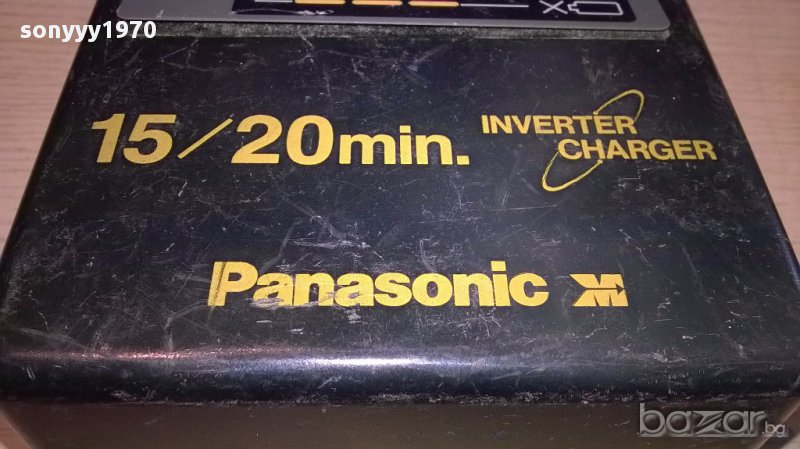 sonyyy1970
X
15/20min.
INVERTER
CHARGER
Panasonic
bazar.bg